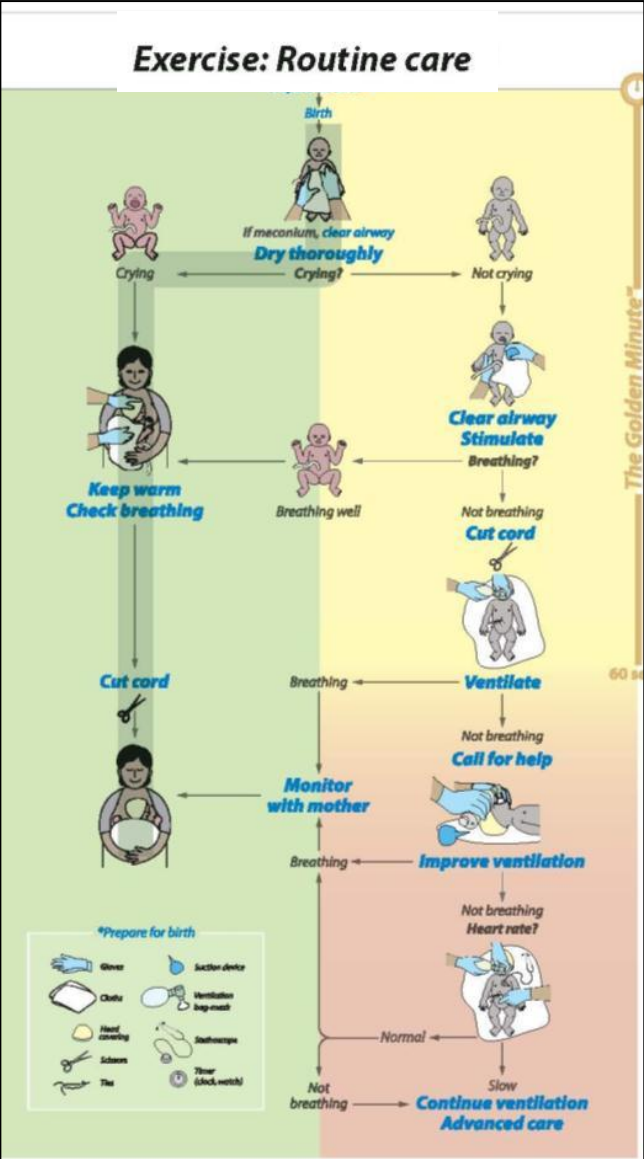 Exercise: Routine care
Birth
If meconium, clear airway
Dry thoroughly
Crying
Crying?
Not crying
The Golden Minute
Clear airway
Stimulate
Breathing?
Keep warm
Check breathing
Breathing well
Not breathing
Cut cord
Cut cord
Breathing
Ventilate
60 se
Not breathing
Call for help
Monitor
with mother
Breathing
Improve ventilation
Not breathing
Heart rate?
*Prepare for birth
Gloves
Suction device
Cloths
Ventilation
bag-mask
Head
covering
Stethoscope
Scissors
Ties
Timer
(clock, watch)
Normal
Not
breathing
Slow
Continue ventilation
Advanced care